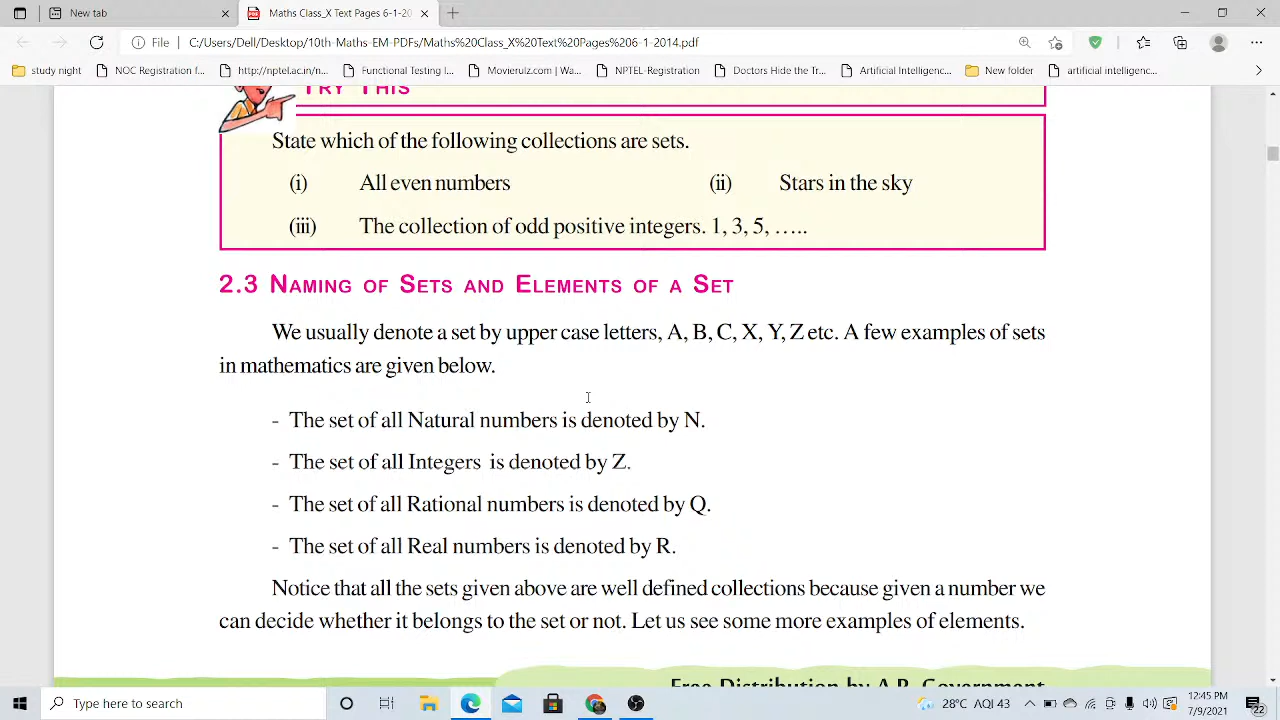 New tab
Maths Class_X Text Pages 6-1-20
File
C:/Users/Dell/Desktop/10th-Maths-EM-PDFs/Maths%20Class_X%20Text%20Pages%206-1-2014.pdf
study night
NOC Registration f...
http://nptel.ac.in/n...
Functional Testing I...
Movierulz.com | Wa...
NPTEL-Registration
Doctors Hide the Tr...
Artificial Intelligenc...
New folder
artificial intelligenc...
TRY THIS
State which of the following collections are sets.
(i) All even numbers (ii) Stars in the sky
(iii) The collection of odd positive integers. 1, 3, 5, .....
2.3 NAMING OF SETS AND ELEMENTS OF A SET
We usually denote a set by upper case letters, A, B, C, X, Y, Z etc. A few examples of sets
in mathematics are given below.
- The set of all Natural numbers is denoted by N.
- The set of all Integers is denoted by Z.
- The set of all Rational numbers is denoted by Q.
- The set of all Real numbers is denoted by R.
Notice that all the sets given above are well defined collections because given a number we
can decide whether it belongs to the set or not. Let us see some more examples of elements.
Free Distribution by A.P. Government
Type here to search
28°C AQI 43
12:45 PM
7/9/2021
22